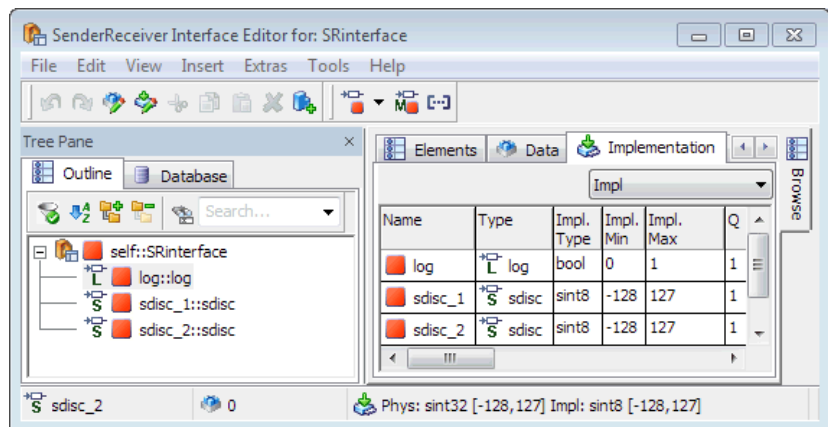 SenderReceiver Interface Editor for: SRinterface
File Edit View Insert Extras Tools Help
Tree Pane
Outline Database
Search...
self::SRinterface
L log::log
S sdisc_1::sdisc
S sdisc_2::sdisc
Elements Data Implementation
Browse
Impl
Name Type Impl. Type Impl. Min Impl. Max Q
log L log bool 0 1 1
sdisc_1 S sdisc sint8 -128 127 1
sdisc_2 S sdisc sint8 -128 127 1
S sdisc_2 0 Phys: sint32 [-128,127] Impl: sint8 [-128,127]